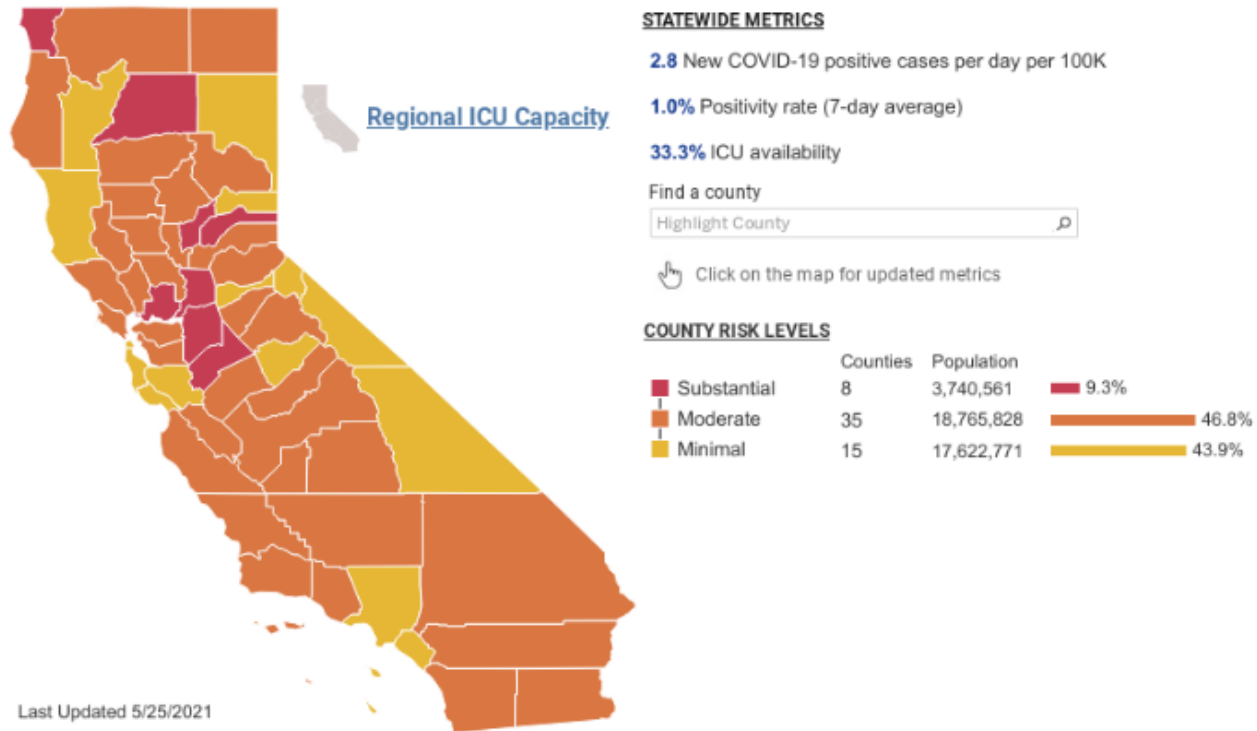 STATEWIDE METRICS
2.8 New COVID-19 positive cases per day per 100K
1.0% Positivity rate (7-day average)
33.3% ICU availability
Regional ICU Capacity
Find a county
Highlight County
Click on the map for updated metrics
COUNTY RISK LEVELS
Counties Population
Substantial 8 3,740,561 9.3%
Moderate 35 18,765,828 46.8%
Minimal 15 17,622,771 43.9%
Last Updated 5/25/2021